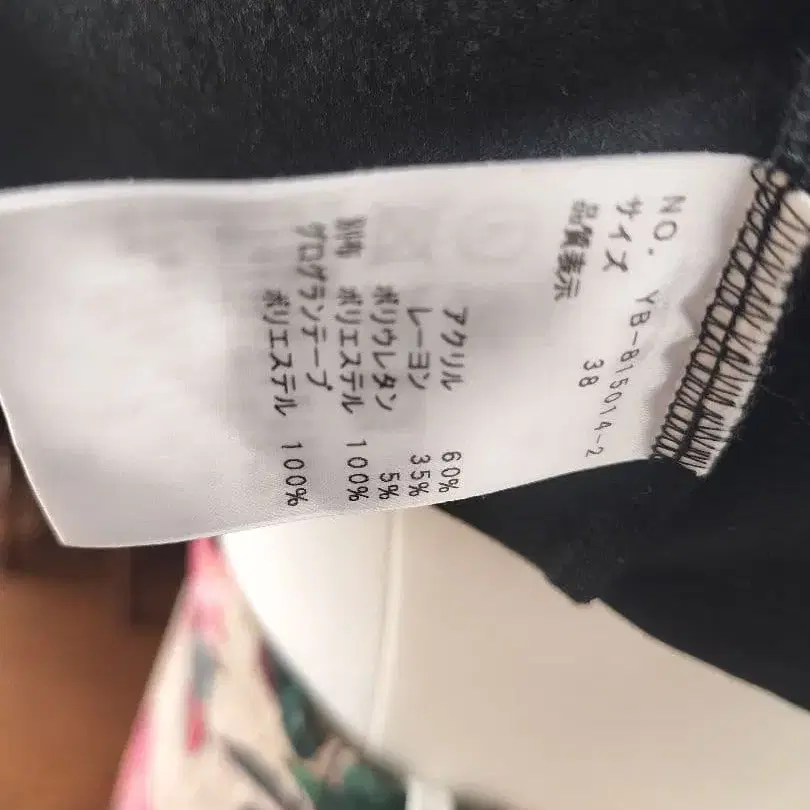 NO. YB-815014-2
サイズ 38
品質表示
アクリル 60%
レーヨン 35%
ポリウレタン 5%
別布 ポリエステル 100%
グログランテープ
ポリエステル 100%